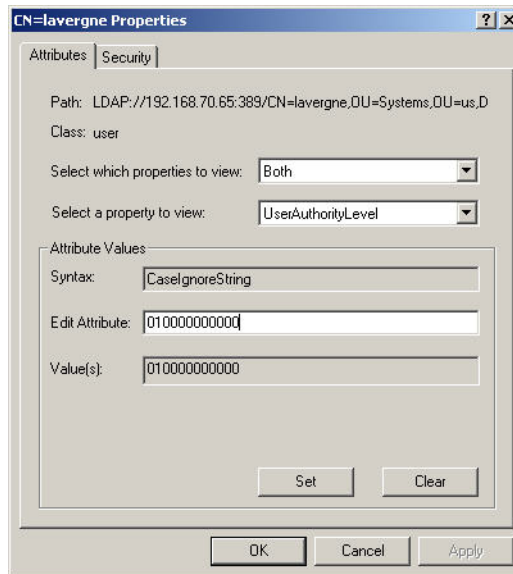 CN=lavergne Properties
Attributes Security
Path: LDAP://192.168.70.65:389/CN=lavergne,OU=Systems,OU=us,D
Class: user
Select which properties to view: Both
Select a property to view: UserAuthorityLevel
Attribute Values
Syntax: CaseIgnoreString
Edit Attribute: 010000000000
Value(s): 010000000000
Set Clear
OK Cancel Apply